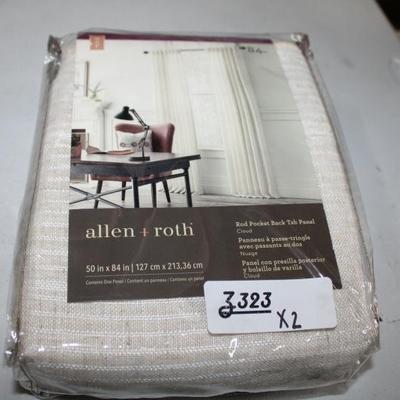 84
allen + roth
50 in x 84 in | 127 cm x 213,36 cm
Contains One Panel / Contient un panneau / Contiene un panel
Rod Pocket Back Tab Panel
Cloud
Panneau à passe-tringle
avec passants au dos
Nuage
Panel con presilla posterior
y bolsillo de varilla
Cloud
3323
X2